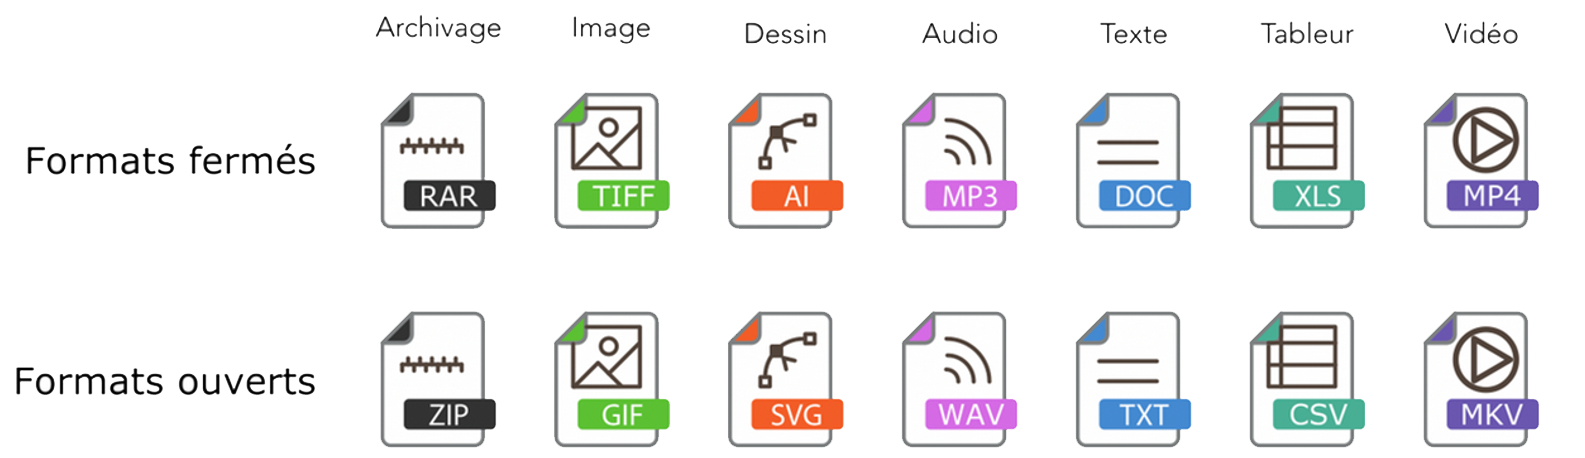 Archivage Image Dessin Audio Texte Tableur Vidéo
Formats fermés
RAR TIFF AI MP3 DOC XLS MP4
Formats ouverts
ZIP GIF SVG WAV TXT CSV MKV